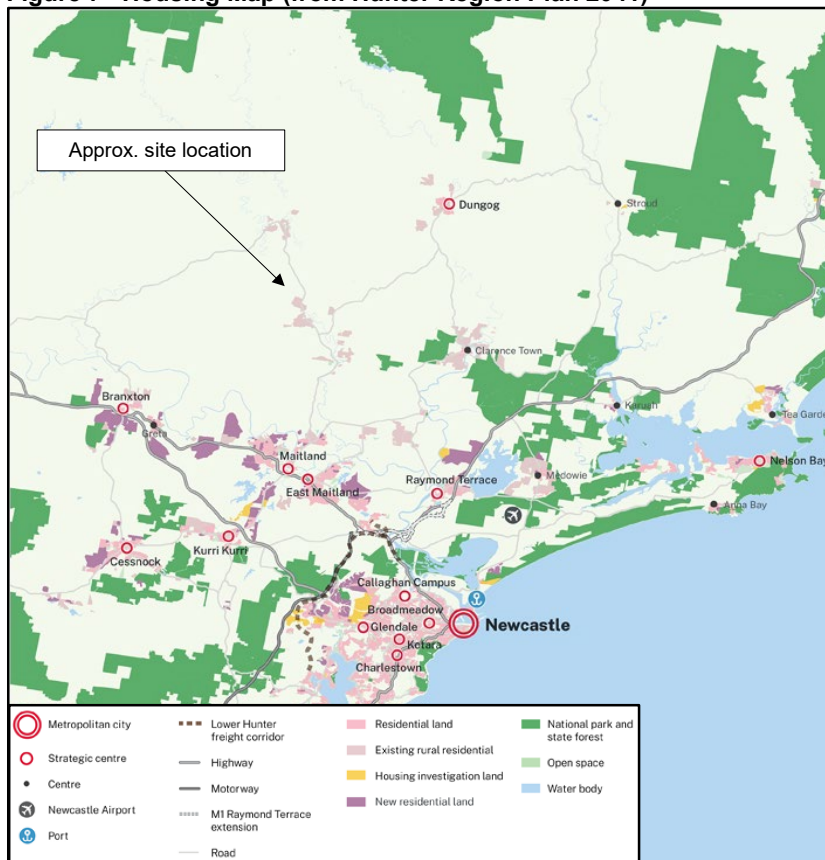 Approx. site location
Dungog
Stroud
Clarence Town
Branxton
Greta
Karuah
Tea Garde
Maitland
East Maitland
Raymond Terrace
Medowie
Nelson Bay
Anna Bay
Kurri Kurri
Cessnock
Callaghan Campus
Broadmeadow
Glendale
Newcastle
Kotara
Charlestown
Metropolitan city
Strategic centre
Centre
Newcastle Airport
Port
Lower Hunter
freight corridor
Highway
Motorway
M1 Raymond Terrace
extension
Road
Residential land
Existing rural residential
Housing investigation land
New residential land
National park and
state forest
Open space
Water body